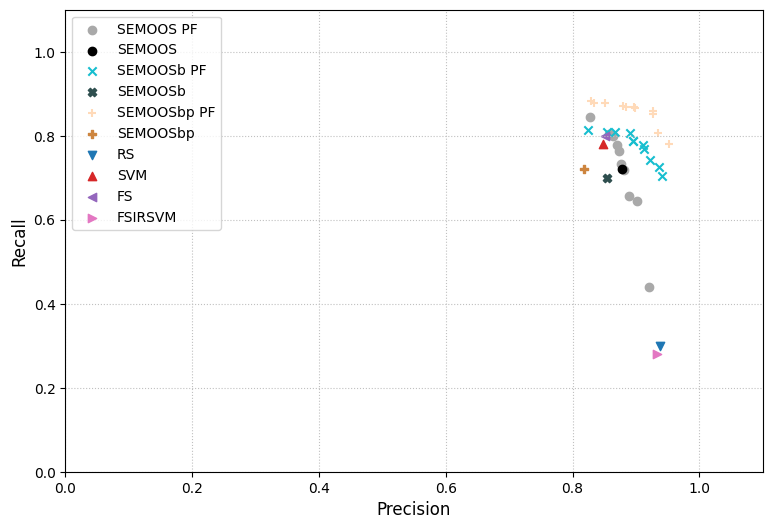 SEMOOS PF
SEMOOS
SEMOOSb PF
SEMOOSb
SEMOOSbp PF
SEMOOSbp
RS
SVM
FS
FSIRSVM
1.0
0.8
0.6
0.4
0.2
0.0
Recall
0.0 0.2 0.4 0.6 0.8 1.0
Precision